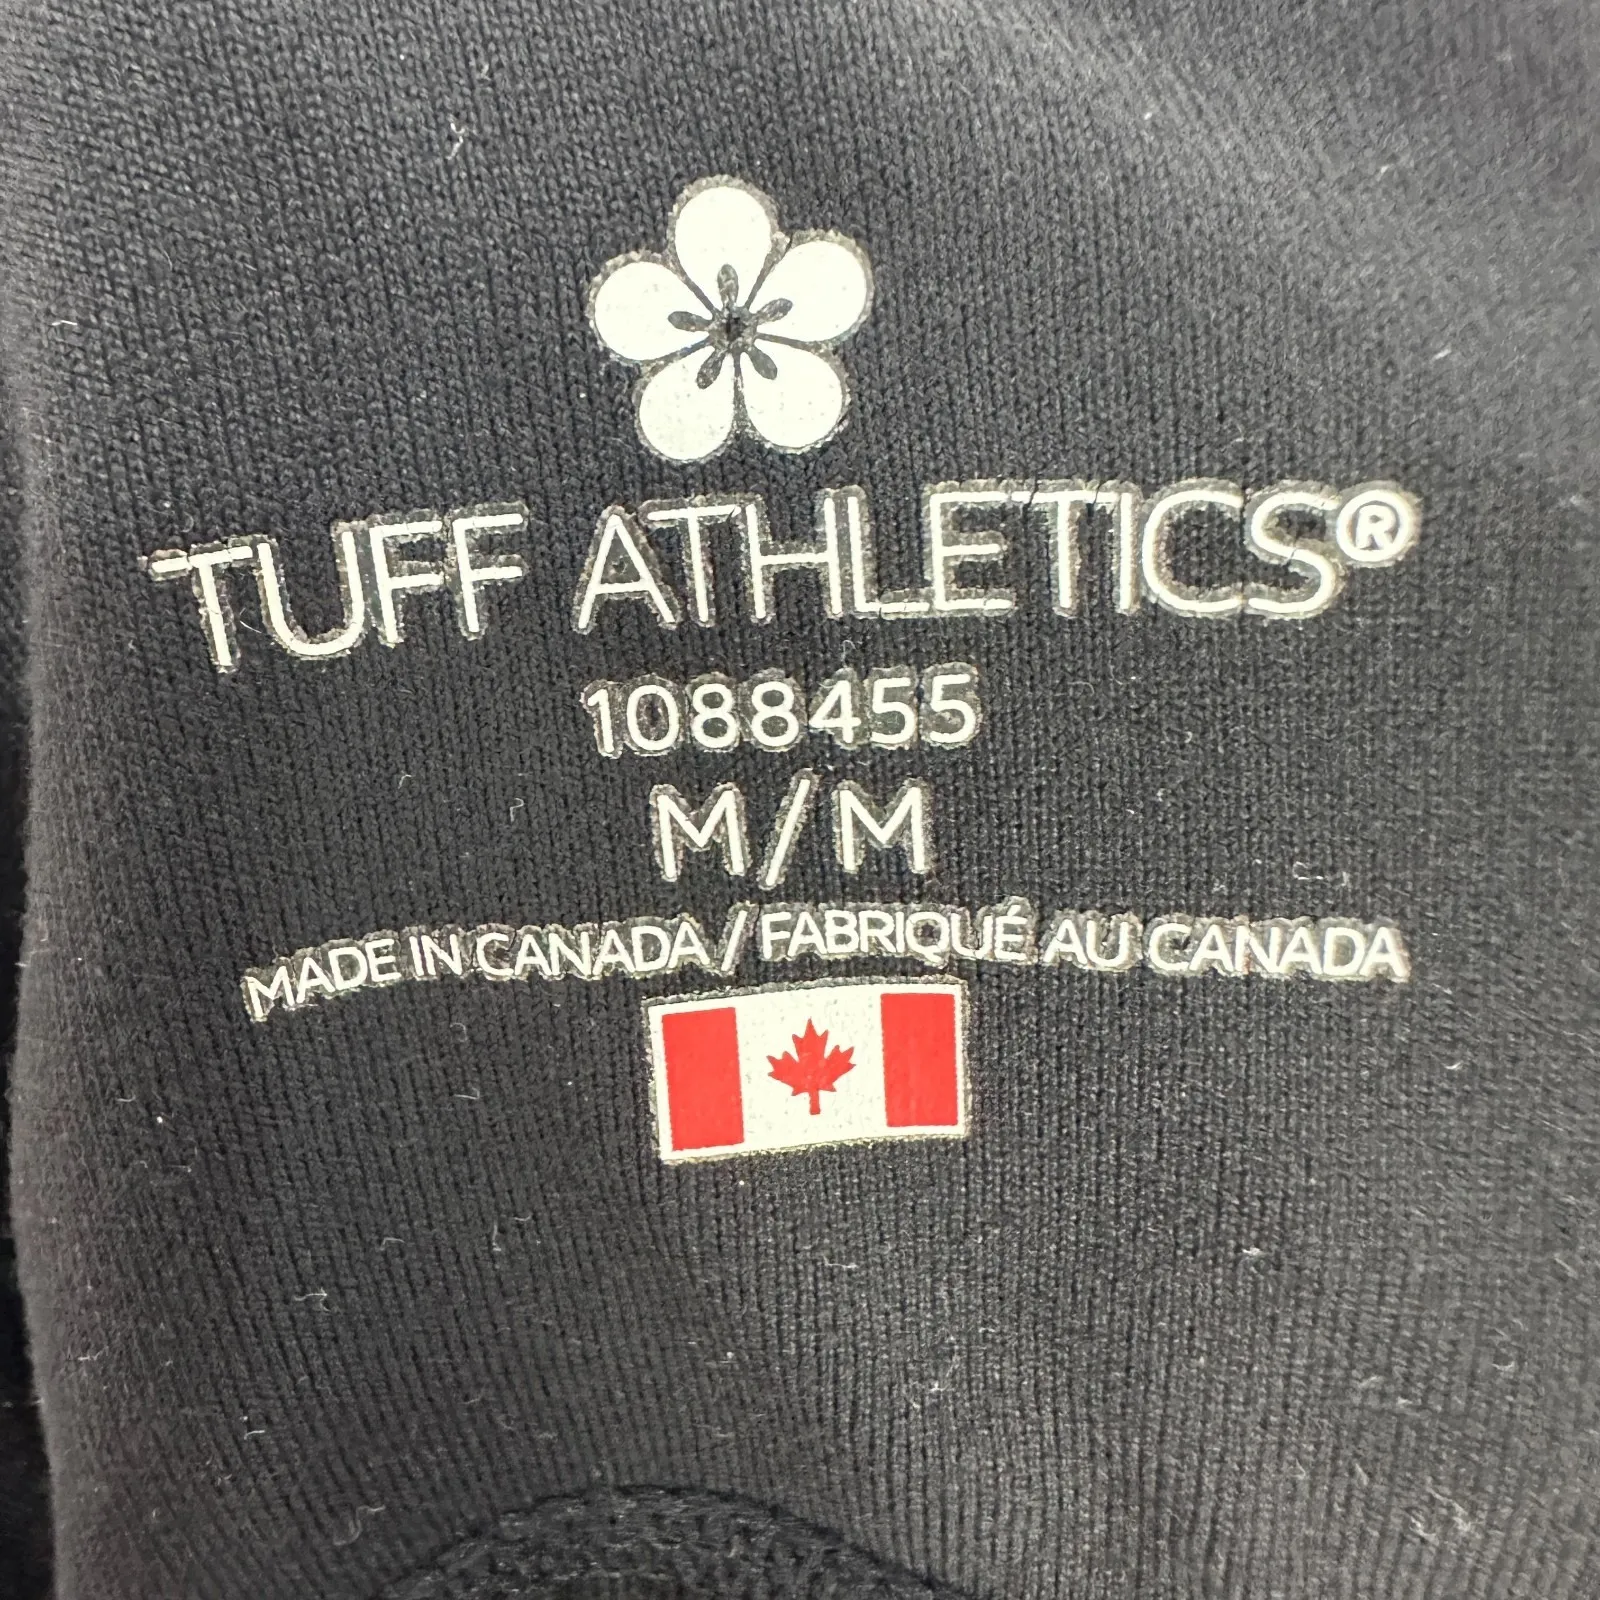 TUFF ATHLETICS®
1088455
M/M
MADE IN CANADA / FABRIQUÉ AU CANADA